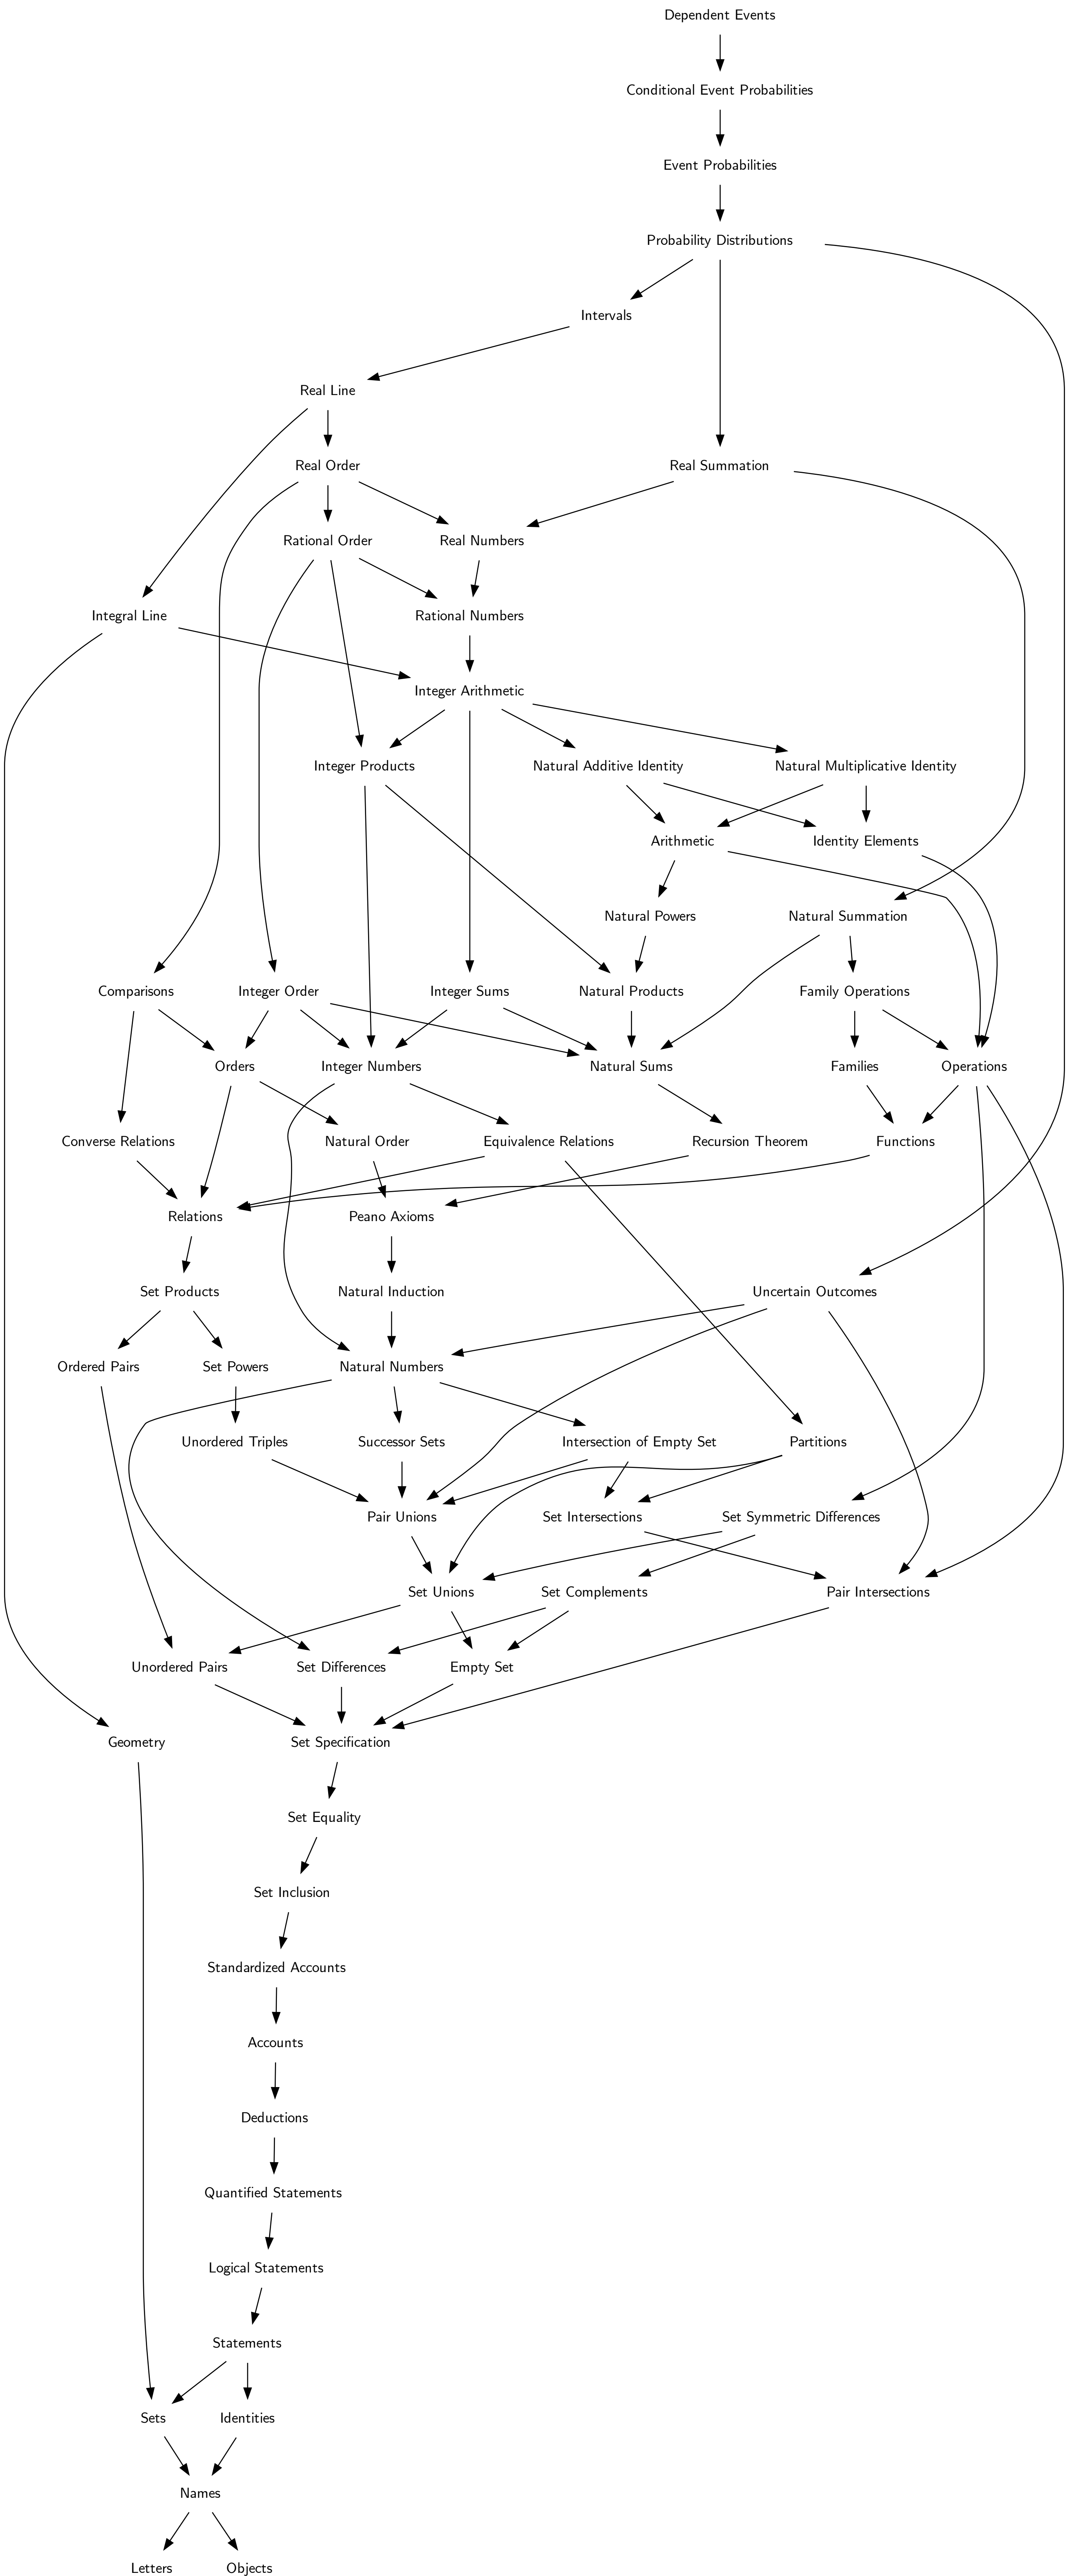 Dependent Events
Conditional Event Probabilities
Event Probabilities
Probability Distributions
Intervals
Real Line
Real Order
Real Summation
Rational Order
Real Numbers
Integral Line
Rational Numbers
Integer Arithmetic
Integer Products
Natural Additive Identity
Natural Multiplicative Identity
Arithmetic
Identity Elements
Natural Powers
Natural Summation
Comparisons
Integer Order
Integer Sums
Natural Products
Family Operations
Orders
Integer Numbers
Natural Sums
Families
Operations
Converse Relations
Natural Order
Equivalence Relations
Recursion Theorem
Functions
Relations
Peano Axioms
Set Products
Natural Induction
Uncertain Outcomes
Ordered Pairs
Set Powers
Natural Numbers
Unordered Triples
Successor Sets
Intersection of Empty Set
Partitions
Pair Unions
Set Intersections
Set Symmetric Differences
Set Unions
Set Complements
Pair Intersections
Unordered Pairs
Set Differences
Empty Set
Geometry
Set Specification
Set Equality
Set Inclusion
Standardized Accounts
Accounts
Deductions
Quantified Statements
Logical Statements
Statements
Sets
Identities
Names
Letters
Objects